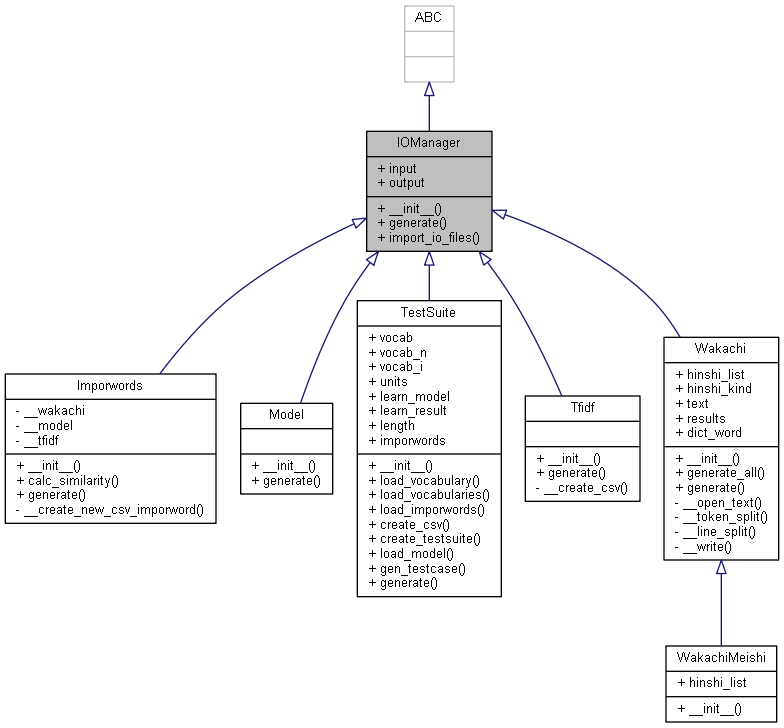 ABC
IOManager
+ input
+ output
+ __init__()
+ generate()
+ import_io_files()
Imporwords
- __wakachi
- __model
- __tfidf
+ __init__()
+ calc_similarity()
+ generate()
- __create_new_csv_imporword()
Model
+ __init__()
+ generate()
TestSuite
+ vocab
+ vocab_n
+ vocab_i
+ units
+ learn_model
+ learn_result
+ length
+ imporwords
+ __init__()
+ load_vocabulary()
+ load_vocabularies()
+ load_imporwords()
+ create_csv()
+ create_testsuite()
+ load_model()
+ gen_testcase()
+ generate()
Tfidf
+ __init__()
+ generate()
- __create_csv()
Wakachi
+ hinshi_list
+ hinshi_kind
+ text
+ results
+ dict_word
+ __init__()
+ generate_all()
+ generate()
- __open_text()
- __token_split()
- __line_split()
- __write()
WakachiMeishi
+ hinshi_list
+ __init__()